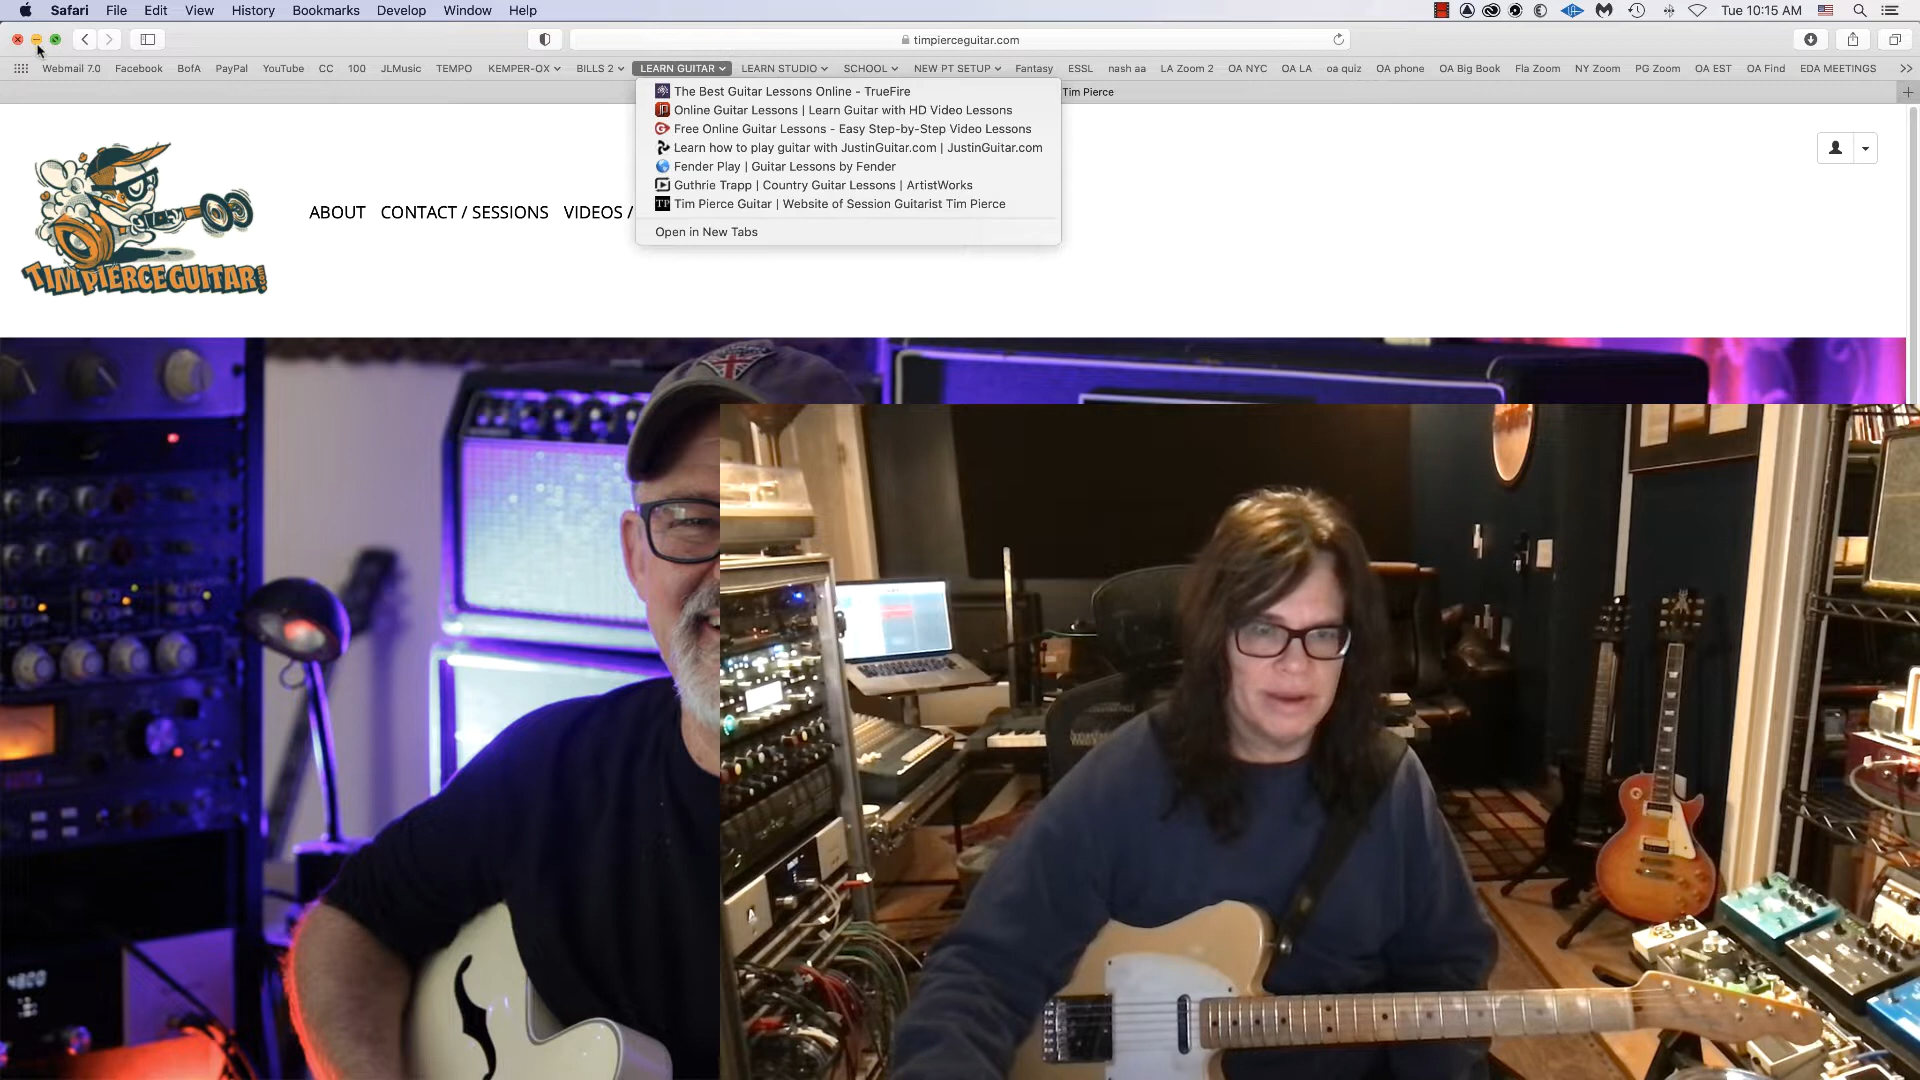 Safari File Edit View History Bookmarks Develop Window Help Tue 10:15 AM
timpierceguitar.com
Webmail 7.0 Facebook BofA PayPal YouTube CC 100 JLMusic TEMPO KEMPER-OX BILLS 2 LEARN GUITAR LEARN STUDIO SCHOOL NEW PT SETUP Fantasy ESSL nash aa LA Zoom 2 OA NYC OA LA oa quiz OA phone OA Big Book Fla Zoom NY Zoom PG Zoom OA EST OA Find EDA MEETINGS
Tim Pierce
The Best Guitar Lessons Online - TrueFire
Online Guitar Lessons | Learn Guitar with HD Video Lessons
Free Online Guitar Lessons - Easy Step-by-Step Video Lessons
Learn how to play guitar with JustinGuitar.com | JustinGuitar.com
Fender Play | Guitar Lessons by Fender
Guthrie Trapp | Country Guitar Lessons | ArtistWorks
TP Tim Pierce Guitar | Website of Session Guitarist Tim Pierce
Open in New Tabs
ABOUT CONTACT / SESSIONS VIDEOS /
TIMPIERCEGUITAR.com
4800